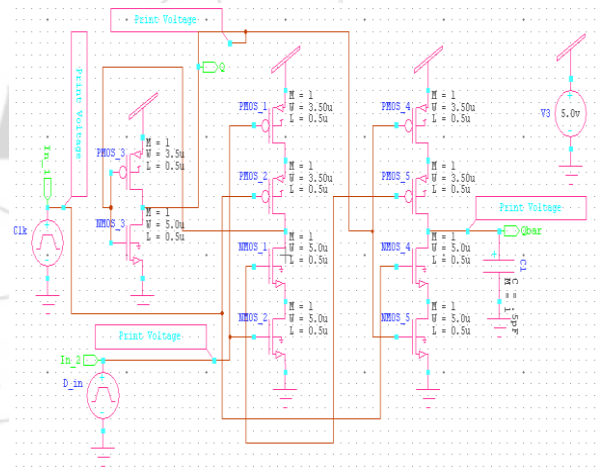 Print Voltage
Q
Print Voltage
In_1
Clk
PMOS_3
M = 1
W = 3.5u
L = 0.5u
NMOS_3
M = 1
W = 5.0u
L = 0.5u
PMOS_1
M = 1
W = 3.50u
L = 0.5u
PMOS_2
M = 1
W = 3.50u
L = 0.5u
NMOS_1
M = 1
W = 5.0u
L = 0.5u
NMOS_2
M = 1
W = 5.0u
L = 0.5u
PMOS_4
M = 1
W = 3.50u
L = 0.5u
PMOS_5
M = 1
W = 3.50u
L = 0.5u
NMOS_4
M = 1
W = 5.0u
L = 0.5u
NMOS_5
M = 1
W = 5.0u
L = 0.5u
V3
5.0v
Print Voltage
Qbar
C1
M = 1
Print Voltage
In_2
D_in